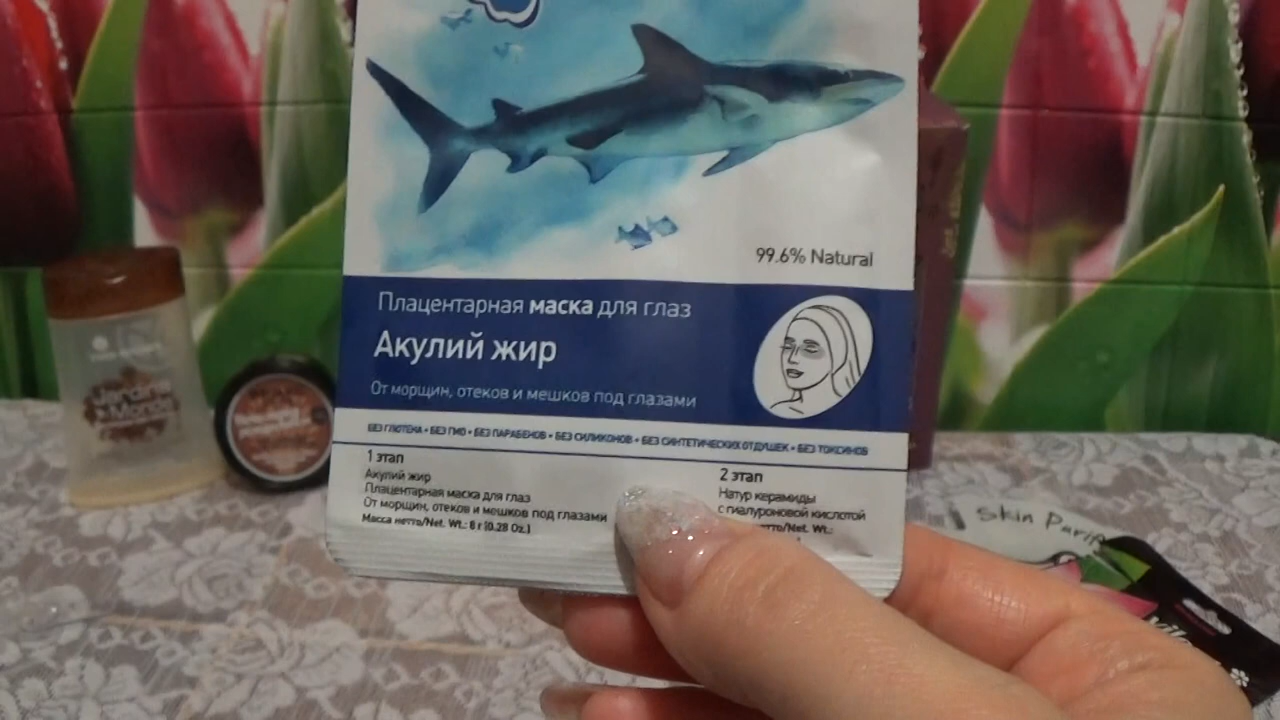 99.6% Natural
Плацентарная маска для глаз
Акулий жир
От морщин, отеков и мешков под глазами
БЕЗ ГЛЮТЕНА • БЕЗ ГМО • БЕЗ ПАРАБЕНОВ • БЕЗ СИЛИКОНОВ • БЕЗ СИНТЕТИЧЕСКИХ ОТДУШЕК • БЕЗ ТОКСИНОВ
1 этап
Акулий жир
Плацентарная маска для глаз
От морщин, отеков и мешков под глазами
Масса нетто/Net. Wt.: 8 г (0.28 Oz.)
2 этап
Натур керамиды
с гиалуроновой кислотой
нетто/Net. Wt.:
Skin Purif